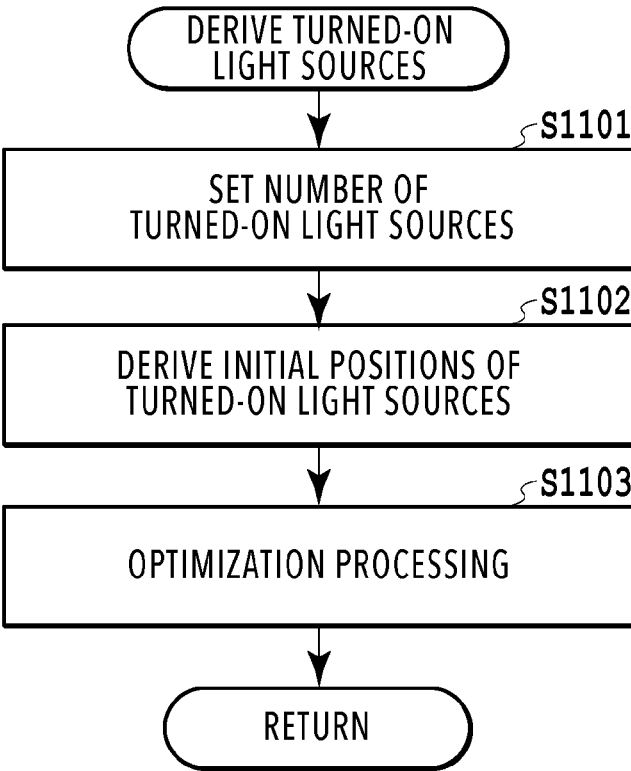 DERIVE TURNED-ON
LIGHT SOURCES
S1101
SET NUMBER OF
TURNED-ON LIGHT SOURCES
S1102
DERIVE INITIAL POSITIONS OF
TURNED-ON LIGHT SOURCES
S1103
OPTIMIZATION PROCESSING
RETURN